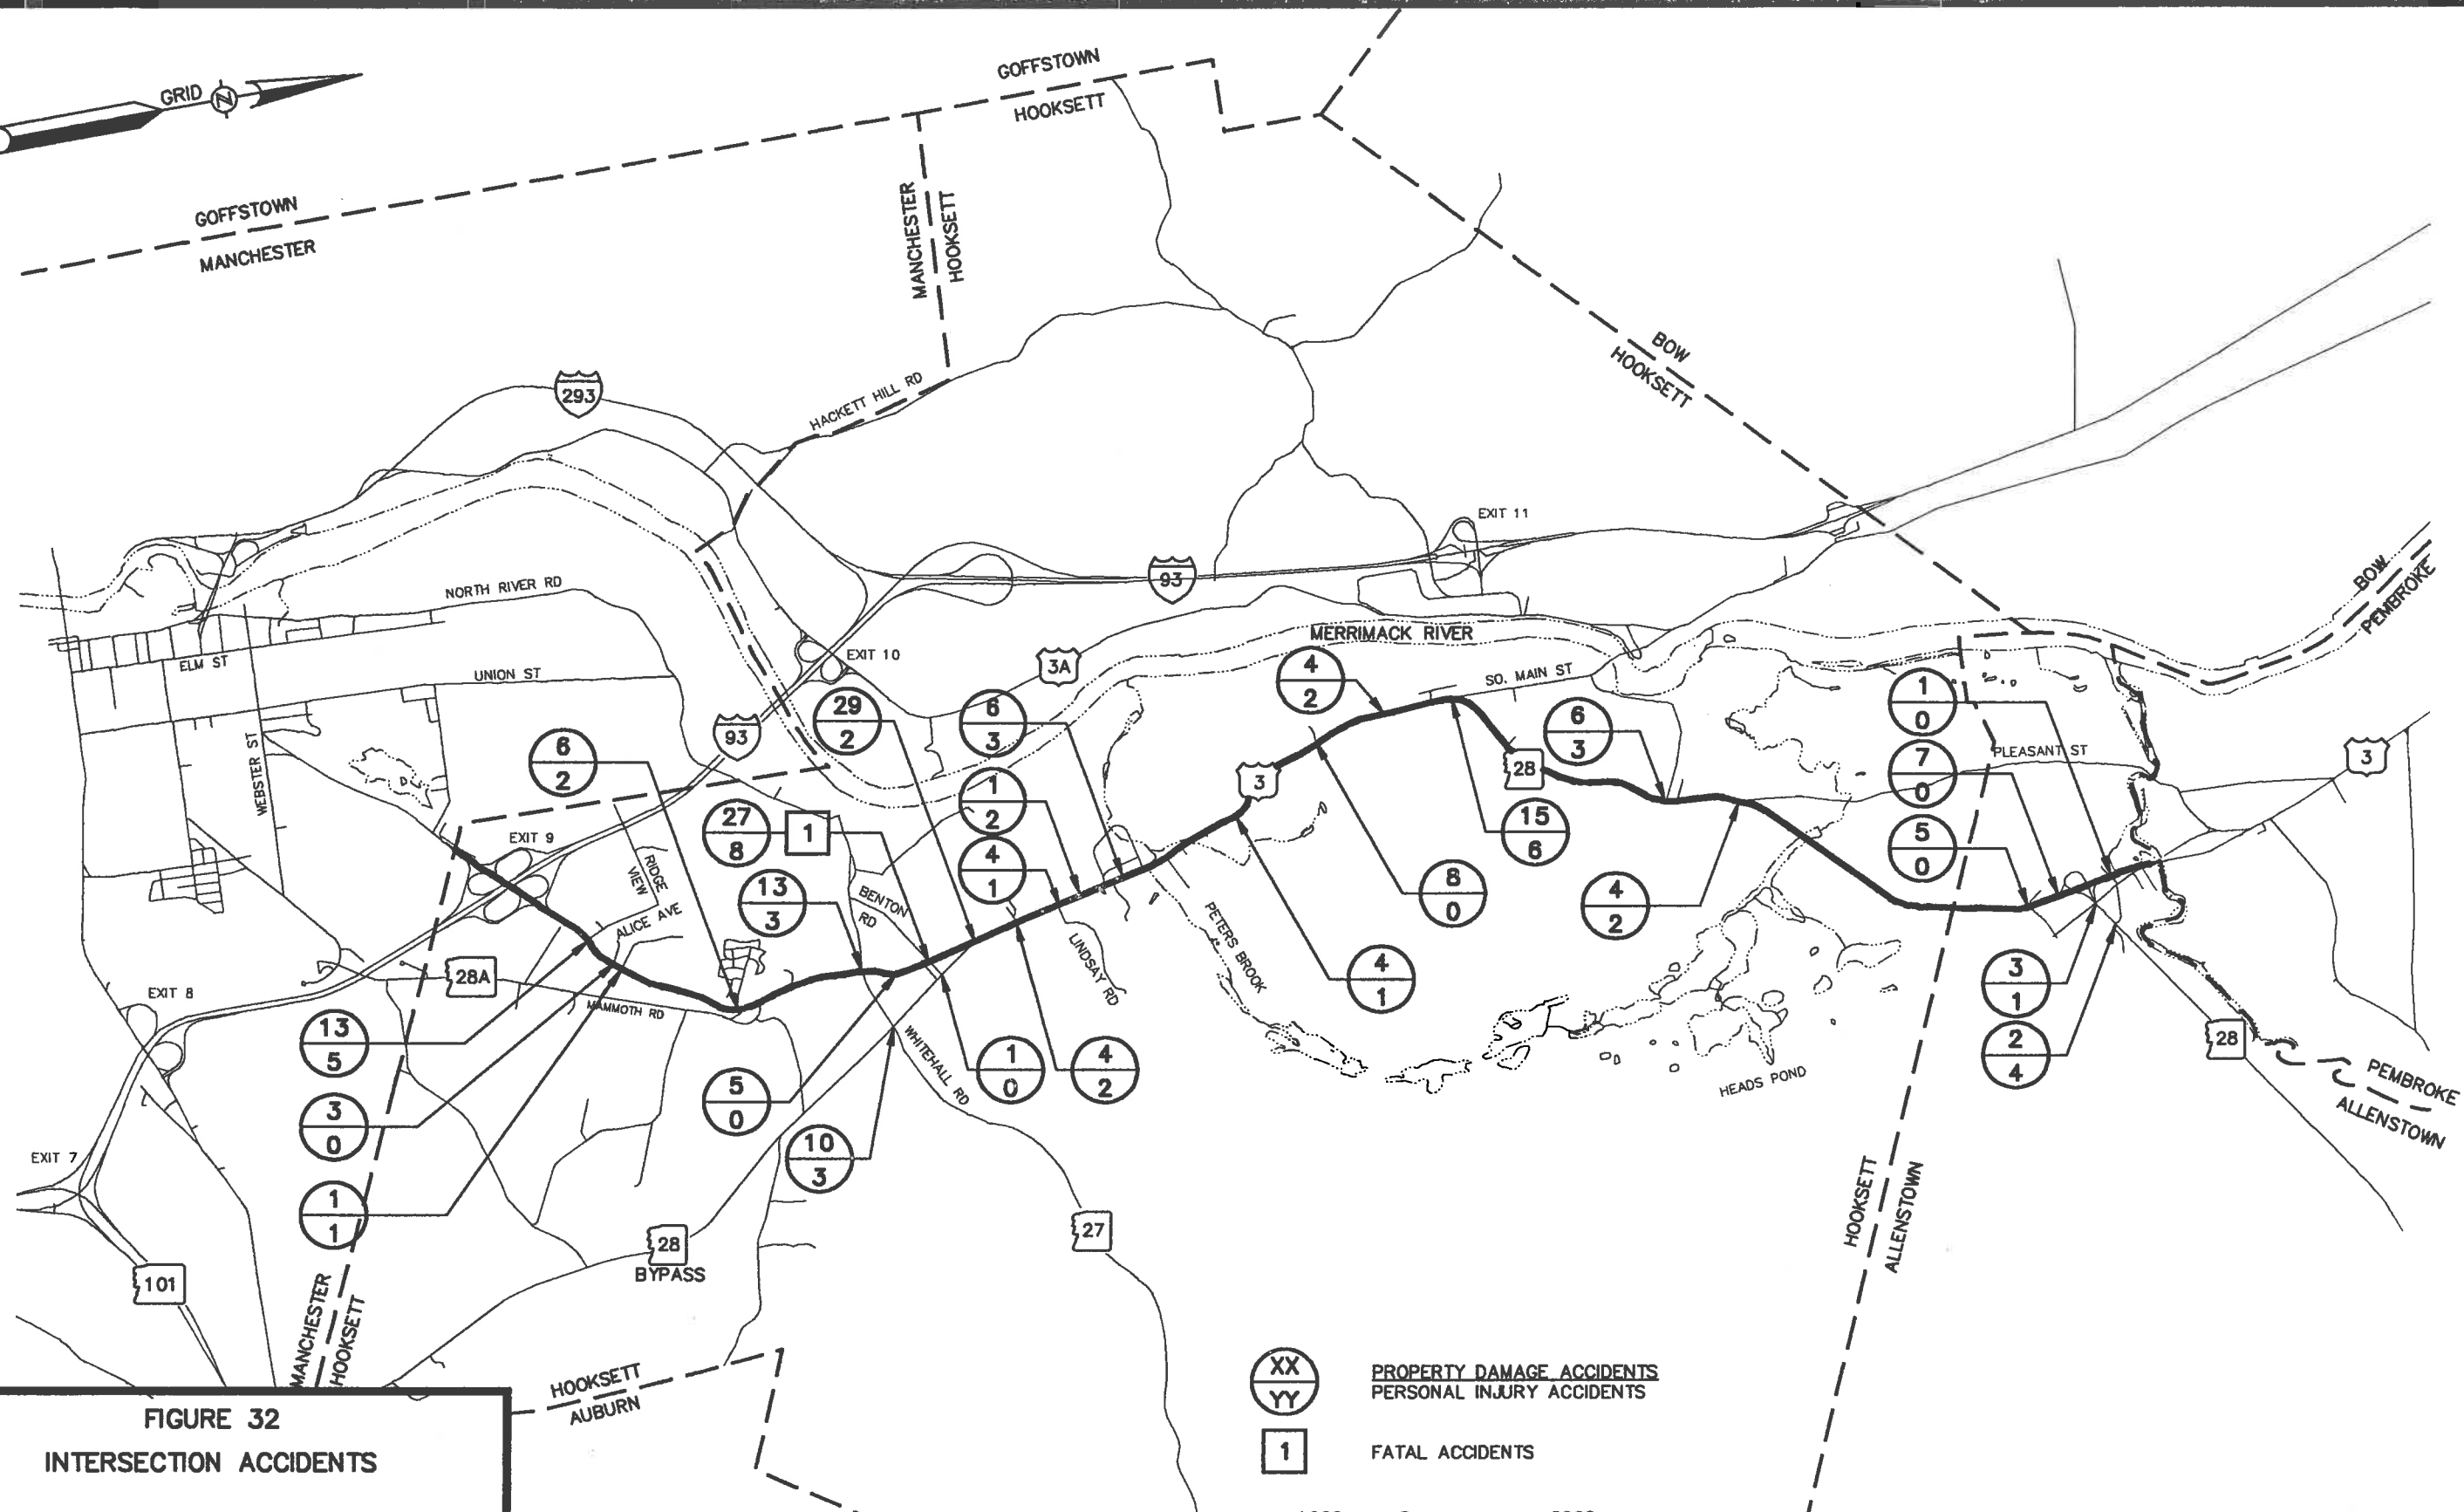 GRID N
GOFFSTOWN
HOOKSETT
GOFFSTOWN
MANCHESTER
MANCHESTER
HOOKSETT
BOW
HOOKSETT
293
HACKETT HILL RD
EXIT 11
93
NORTH RIVER RD
MERRIMACK RIVER
BOW
PEMBROKE
ELM ST
UNION ST
EXIT 10
3A
4
2
SO. MAIN ST
1
0
WEBSTER ST
93
29
2
6
3
6
3
PLEASANT ST
3
6
2
28
7
0
3
1
2
EXIT 9
27
8
1
15
6
5
0
4
1
RIDGE
VIEW
13
3
BENTON
RD
8
0
4
2
ALICE AVE
PETERS BROOK
LINDSAY RD
28A
4
1
3
1
EXIT 8
MAMMOTH RD
13
5
WHITEHALL RD
1
0
4
2
HEADS POND
2
4
28
5
0
3
0
PEMBROKE
ALLENSTOWN
10
3
EXIT 7
1
1
HOOKSETT
ALLENSTOWN
27
28
BYPASS
101
MANCHESTER
HOOKSETT
HOOKSETT
AUBURN
XX
YY
PROPERTY DAMAGE ACCIDENTS
PERSONAL INJURY ACCIDENTS
1
FATAL ACCIDENTS
FIGURE 32
INTERSECTION ACCIDENTS